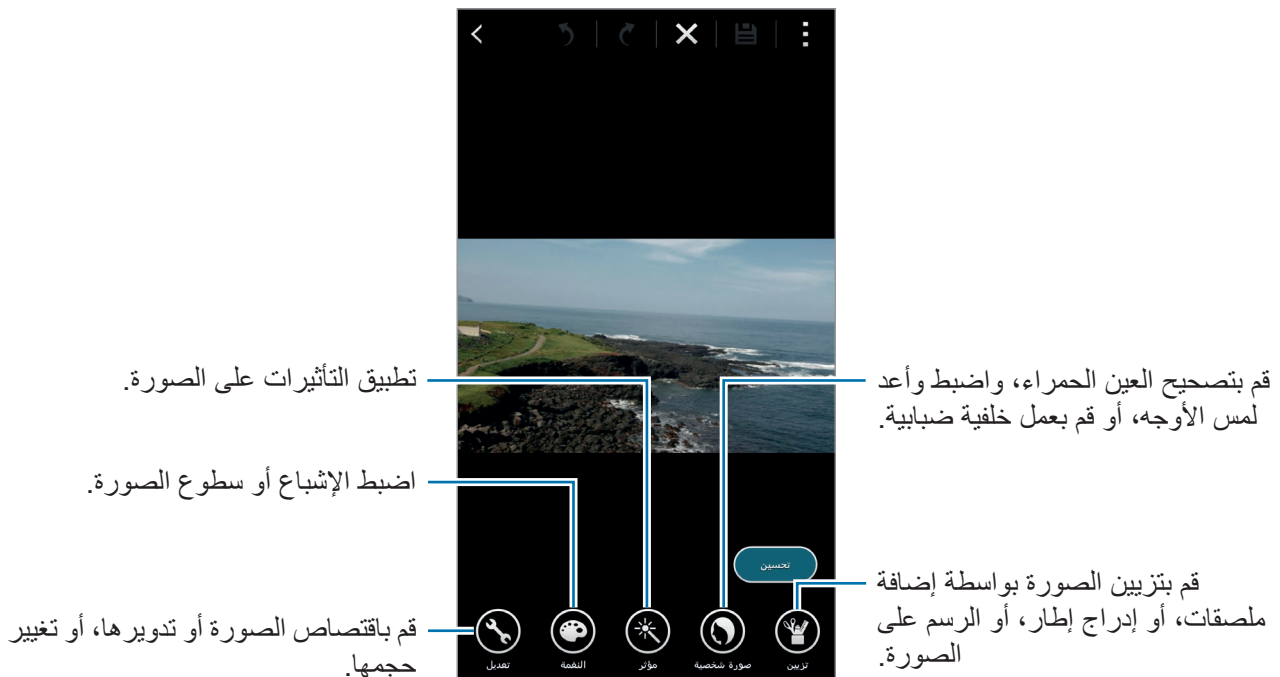 تطبيق التأثيرات على الصورة.
قم بتصحيح العين الحمراء، واضبط وأعد
لمس الأوجه، أو قم بعمل خلفية ضبابية.
اضبط الإشباع أو سطوع الصورة.
تحسين
قم بتزيين الصورة بواسطة إضافة
ملصقات، أو إدراج إطار، أو الرسم على
الصورة.
قم باقتصاص الصورة أو تدويرها، أو تغيير
حجمها.
تزيين
صورة شخصية
مؤثر
النغمة
تعديل